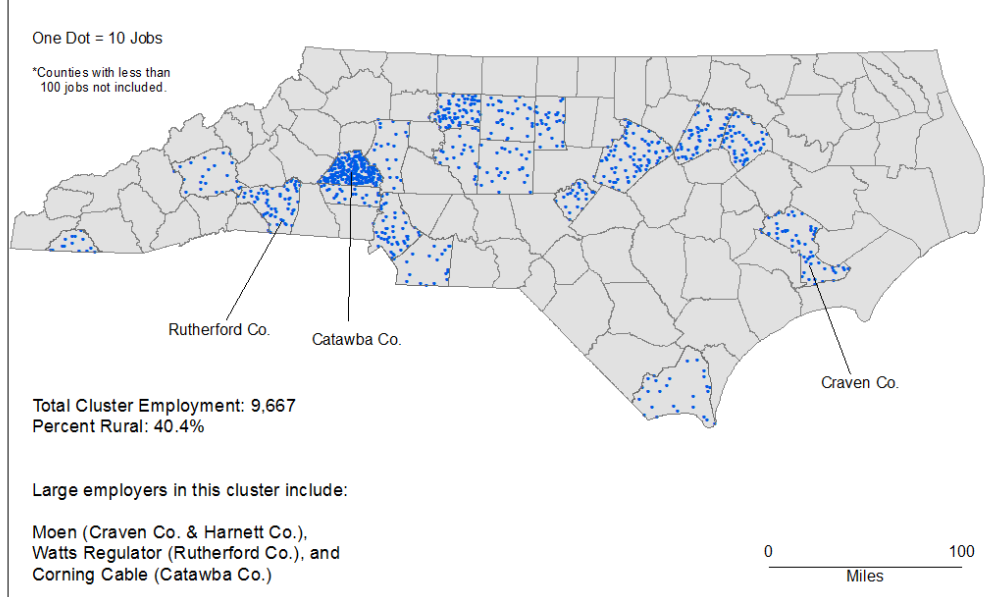 One Dot = 10 Jobs
*Counties with less than
100 jobs not included.
Rutherford Co.
Catawba Co.
Craven Co.
Total Cluster Employment: 9,667
Percent Rural: 40.4%
Large employers in this cluster include:
Moen (Craven Co. & Harnett Co.),
Watts Regulator (Rutherford Co.), and
Corning Cable (Catawba Co.)
0 100
Miles